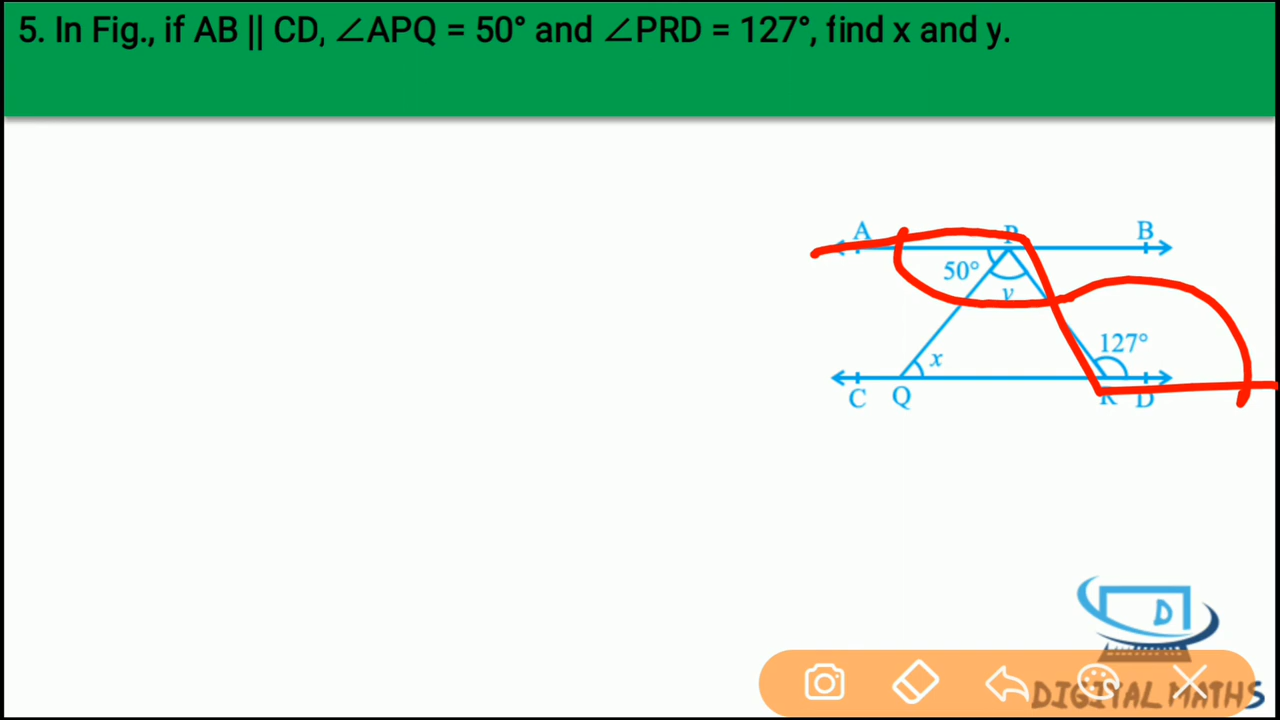 5. In Fig., if AB || CD, ∠APQ = 50° and ∠PRD = 127°, find x and y.
A P B
50°
y
127°
x
C Q R D
D
DIGITAL MATHS